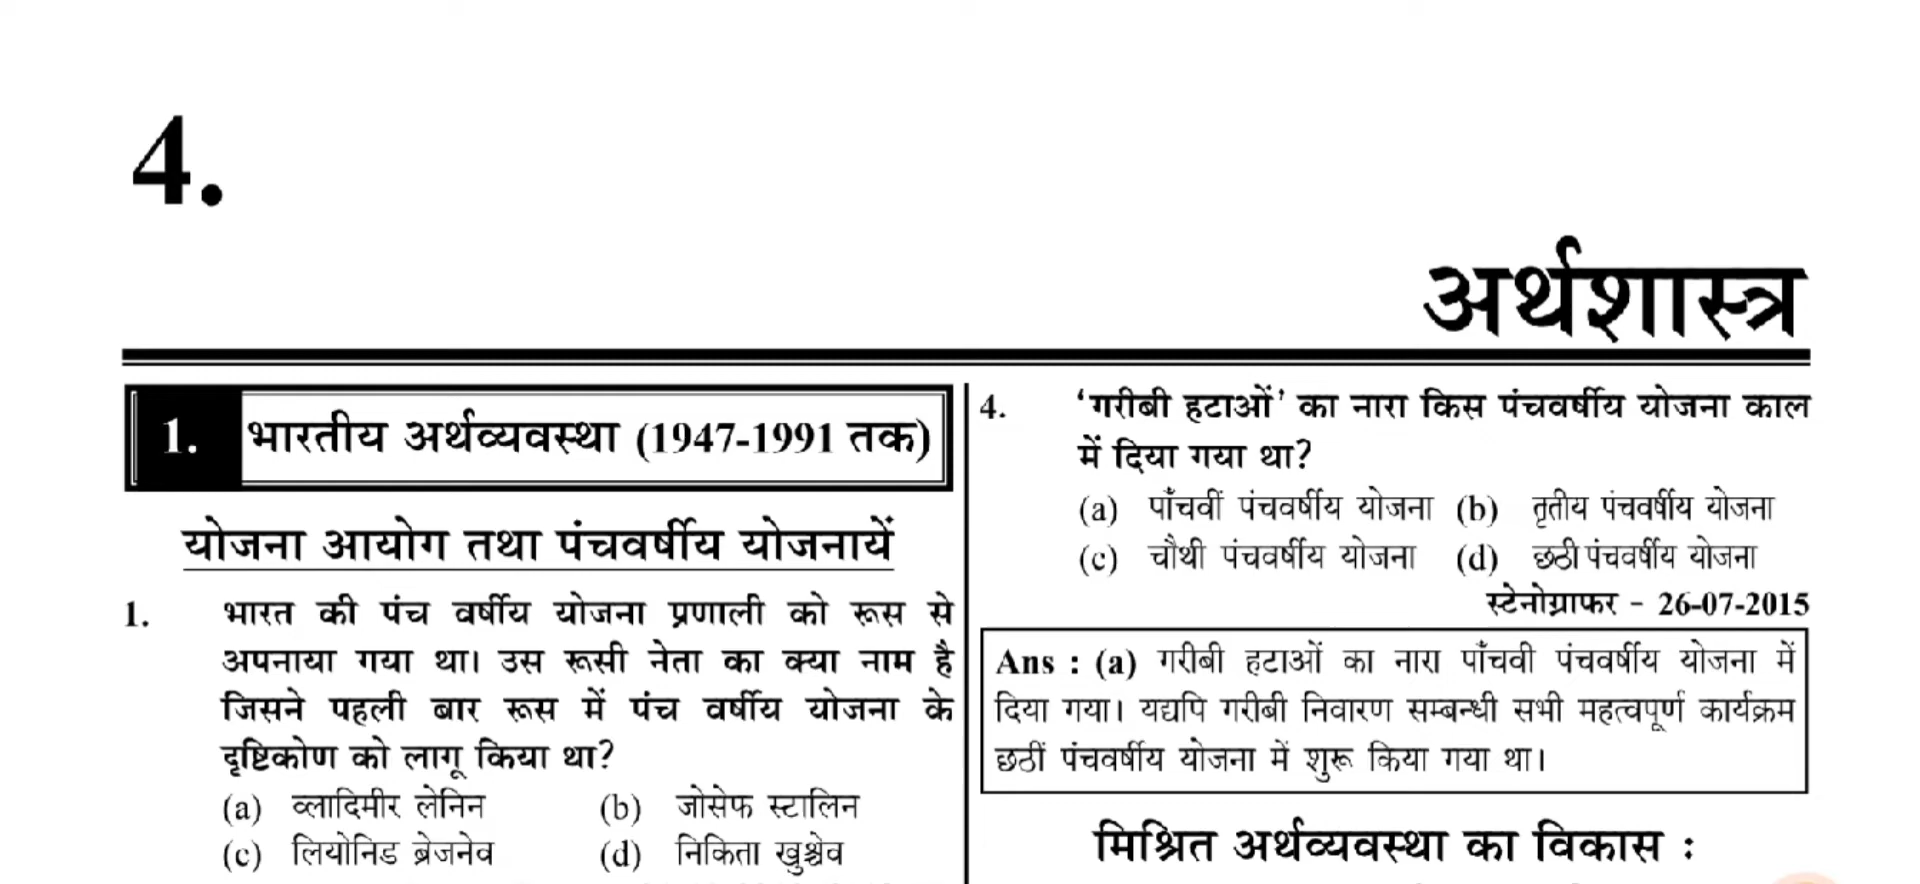 4.
अर्थशास्त्र
1. भारतीय अर्थव्यवस्था (1947-1991 तक)
योजना आयोग तथा पंचवर्षीय योजनायें
1. भारत की पंच वर्षीय योजना प्रणाली को रूस से
अपनाया गया था। उस रूसी नेता का क्या नाम है
जिसने पहली बार रूस में पंच वर्षीय योजना के
दृष्टिकोण को लागू किया था?
(a) व्लादिमीर लेनिन (b) जोसेफ स्टालिन
(c) लियोनिड ब्रेजनेव (d) निकिता खुश्चेव
4. ‘गरीबी हटाओं’ का नारा किस पंचवर्षीय योजना काल
में दिया गया था?
(a) पाँचवीं पंचवर्षीय योजना (b) तृतीय पंचवर्षीय योजना
(c) चौथी पंचवर्षीय योजना (d) छठी पंचवर्षीय योजना
स्टेनोग्राफर - 26-07-2015
Ans : (a) गरीबी हटाओं का नारा पाँचवी पंचवर्षीय योजना में
दिया गया। यद्यपि गरीबी निवारण सम्बन्धी सभी महत्वपूर्ण कार्यक्रम
छठीं पंचवर्षीय योजना में शुरू किया गया था।
मिश्रित अर्थव्यवस्था का विकास :